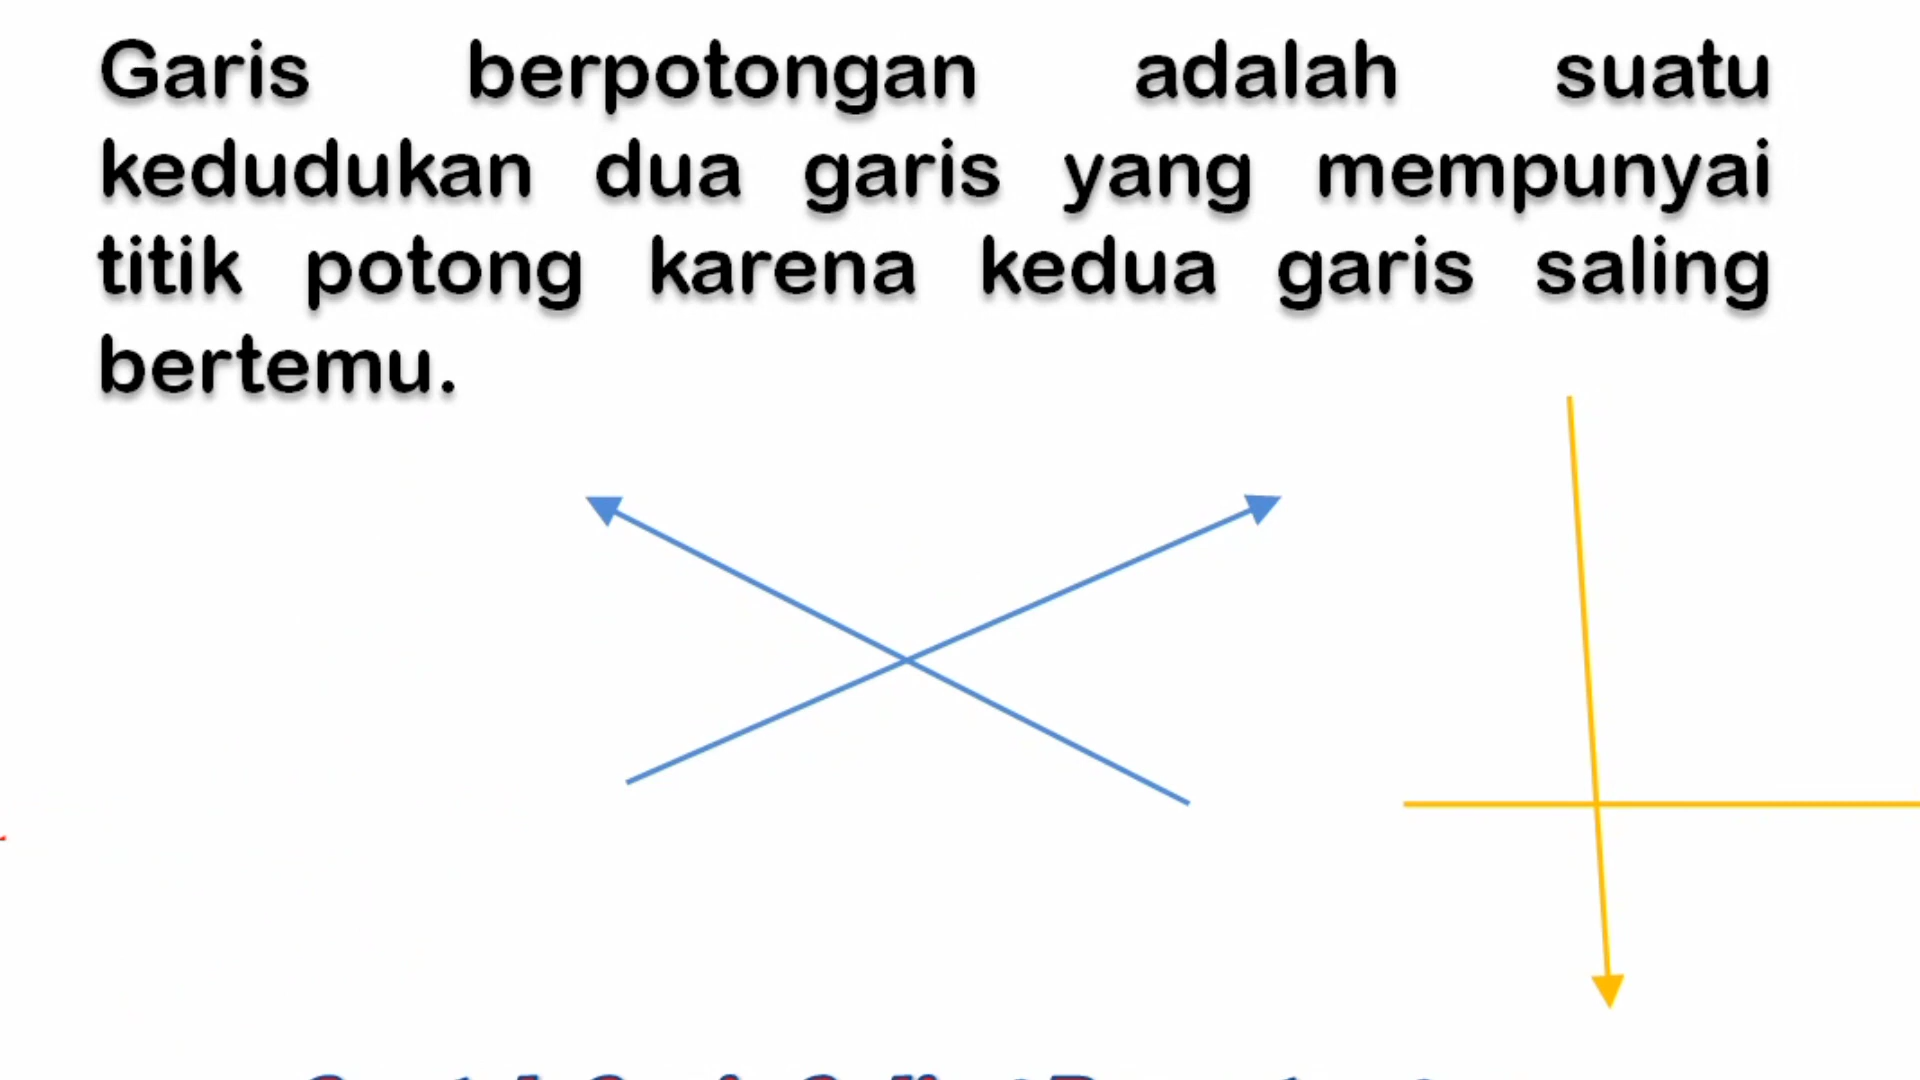 Garis berpotongan adalah suatu
kedudukan dua garis yang mempunyai
titik potong karena kedua garis saling
bertemu.